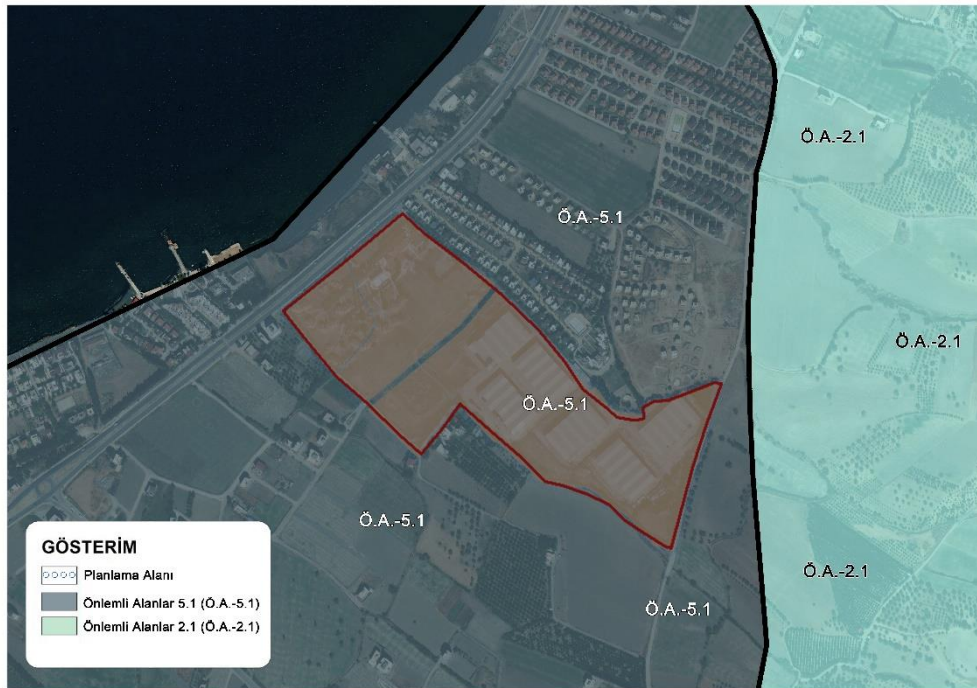 Ö.A.-2.1
Ö.A.-5.1
Ö.A.-2.1
Ö.A.-5.1
Ö.A.-5.1
Ö.A.-2.1
Ö.A.-5.1
GÖSTERİM
Planlama Alanı
Önlemli Alanlar 5.1 (Ö.A.-5.1)
Önlemli Alanlar 2.1 (Ö.A.-2.1)